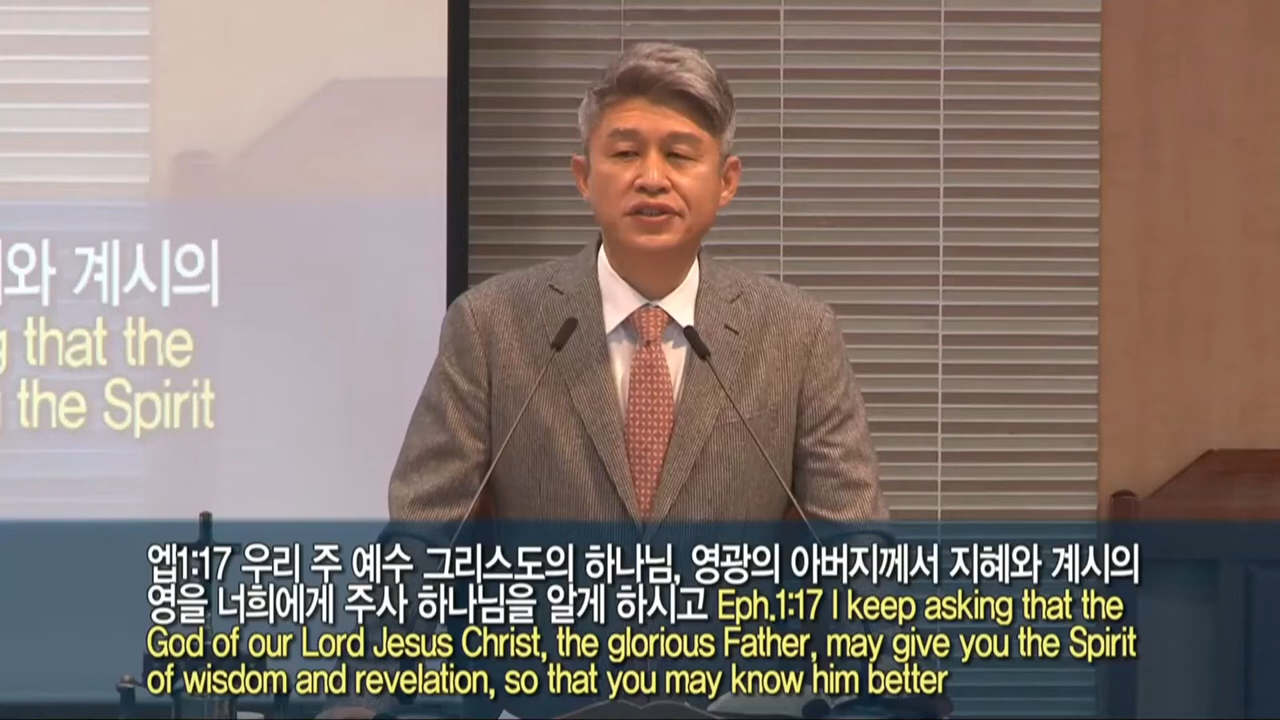 와 계시의
that the
the Spirit
엡1:17 우리 주 예수 그리스도의 하나님, 영광의 아버지께서 지혜와 계시의
영을 너희에게 주사 하나님을 알게 하시고 Eph.1:17 I keep asking that the
God of our Lord Jesus Christ, the glorious Father, may give you the Spirit
of wisdom and revelation, so that you may know him better